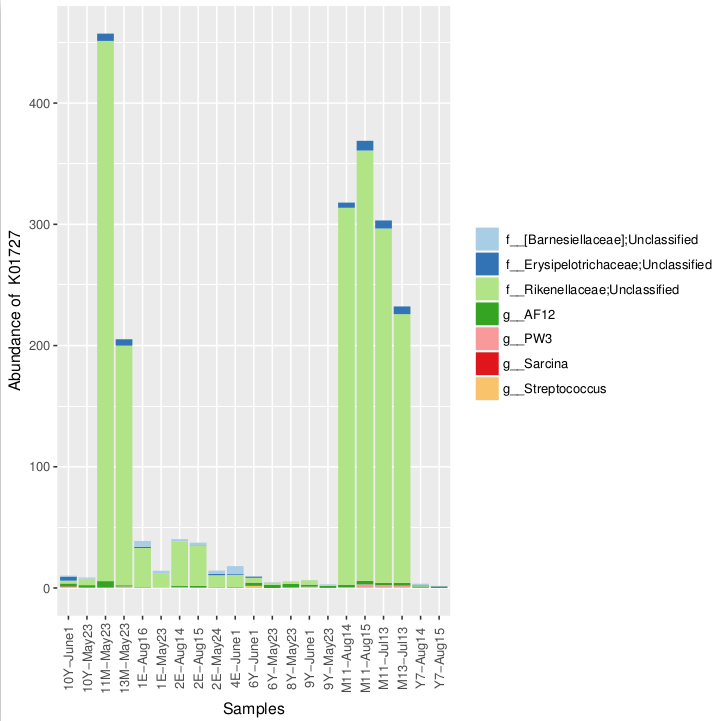 Abundance of K01727
400
300
200
100
0
10Y−June1
10Y−May23
11M−May23
13M−May23
1E−Aug16
1E−May23
2E−Aug14
2E−Aug15
2E−May24
4E−June1
6Y−June1
6Y−May23
8Y−May23
9Y−June1
9Y−May23
M11−Aug14
M11−Aug15
M11−Jul13
M13−Jul13
Y7−Aug14
Y7−Aug15
Samples
f__[Barnesiellaceae];Unclassified
f__Erysipelotrichaceae;Unclassified
f__Rikenellaceae;Unclassified
g__AF12
g__PW3
g__Sarcina
g__Streptococcus